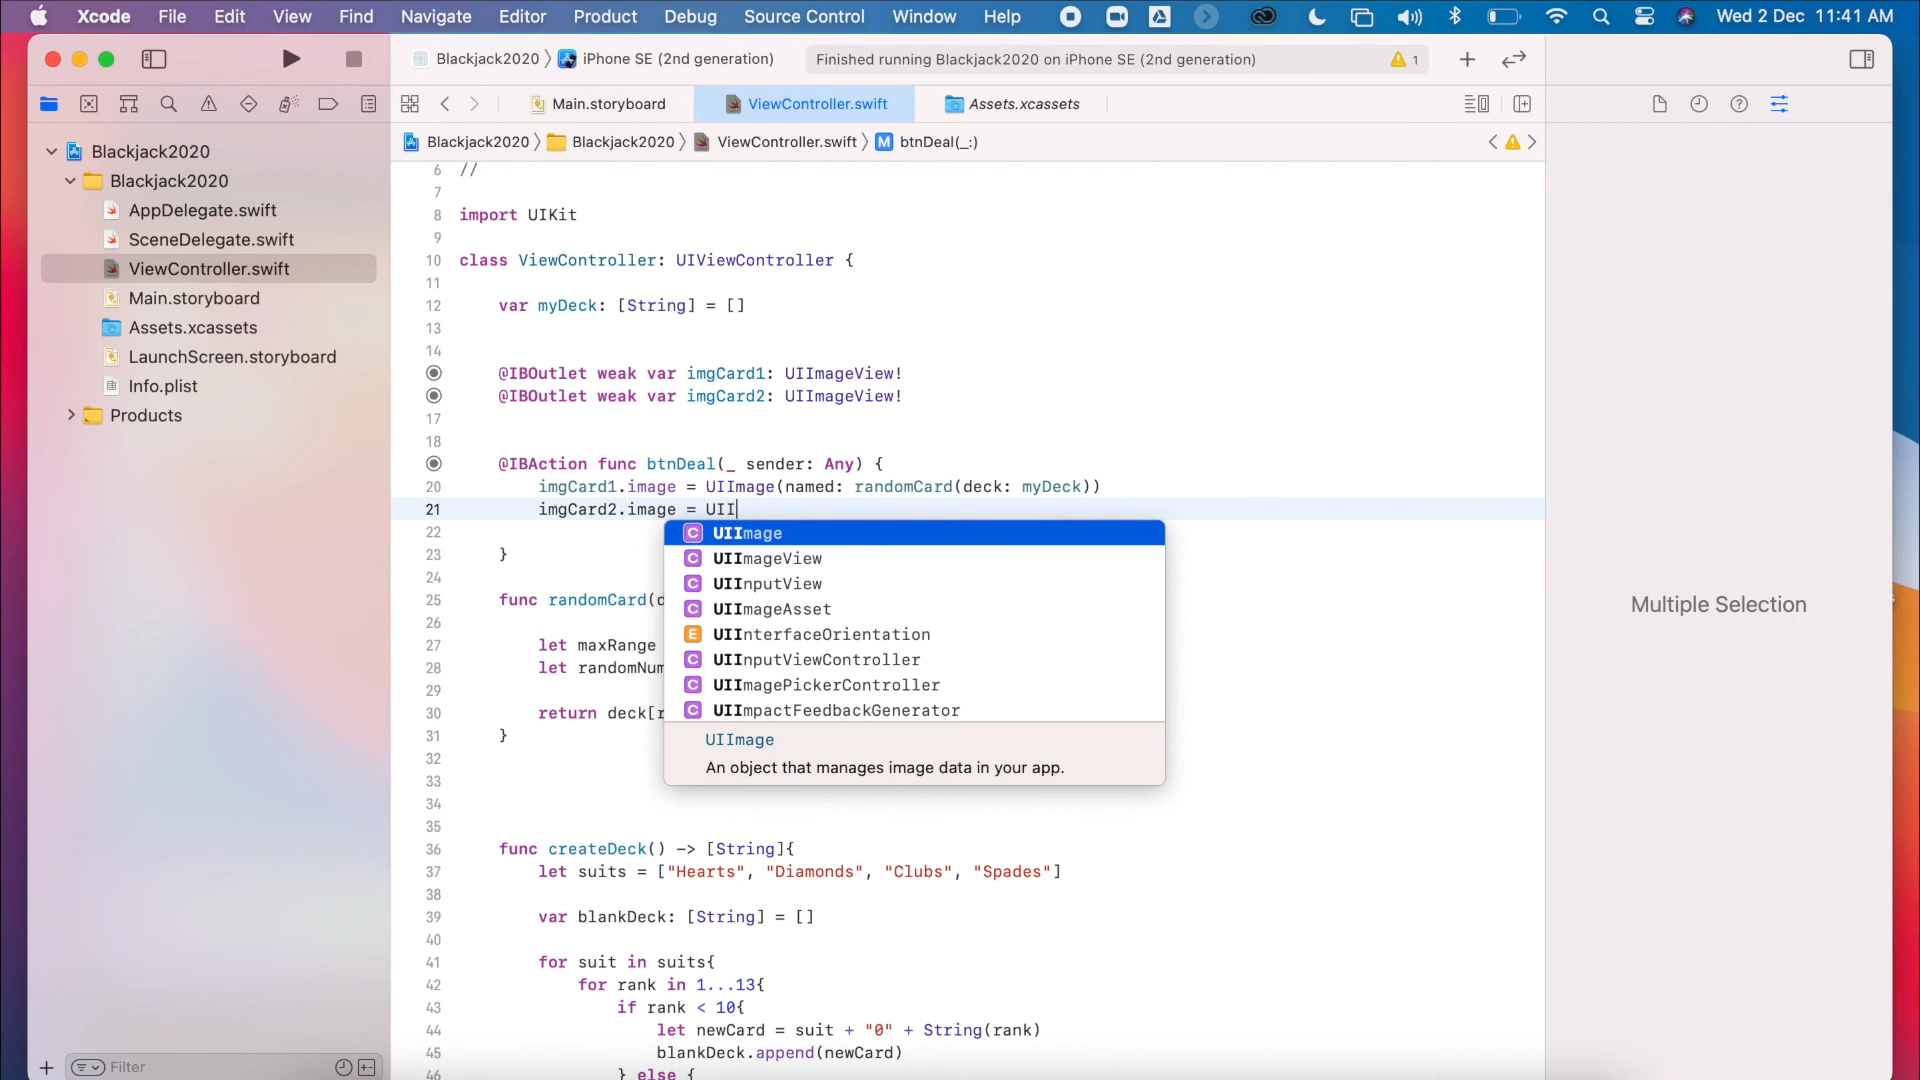 Xcode File Edit View Find Navigate Editor Product Debug Source Control Window Help Wed 2 Dec 11:41 AM
Blackjack2020 iPhone SE (2nd generation) Finished running Blackjack2020 on iPhone SE (2nd generation) 1
Main.storyboard ViewController.swift Assets.xcassets
Blackjack2020 Blackjack2020 ViewController.swift M btnDeal(_:)
Blackjack2020
Blackjack2020
AppDelegate.swift
SceneDelegate.swift
ViewController.swift
Main.storyboard
Assets.xcassets
LaunchScreen.storyboard
Info.plist
Products
Filter
6 //
7
8 import UIKit
9
10 class ViewController: UIViewController {
11
12 var myDeck: [String] = []
13
14
@IBOutlet weak var imgCard1: UIImageView!
@IBOutlet weak var imgCard2: UIImageView!
17
18
@IBAction func btnDeal(_ sender: Any) {
20 imgCard1.image = UIImage(named: randomCard(deck: myDeck))
21 imgCard2.image = UII
22
23 }
24
25 func randomCard(d
26
27 let maxRange
28 let randomNum
29
30 return deck[r
31 }
32
33
34
35
36 func createDeck() -> [String]{
37 let suits = ["Hearts", "Diamonds", "Clubs", "Spades"]
38
39 var blankDeck: [String] = []
40
41 for suit in suits{
42 for rank in 1...13{
43 if rank < 10{
44 let newCard = suit + "0" + String(rank)
45 blankDeck.append(newCard)
46 } else {
C UIImage
C UIImageView
C UIInputView
C UIImageAsset
E UIInterfaceOrientation
C UIInputViewController
C UIImagePickerController
C UIImpactFeedbackGenerator
UIImage
An object that manages image data in your app.
Multiple Selection